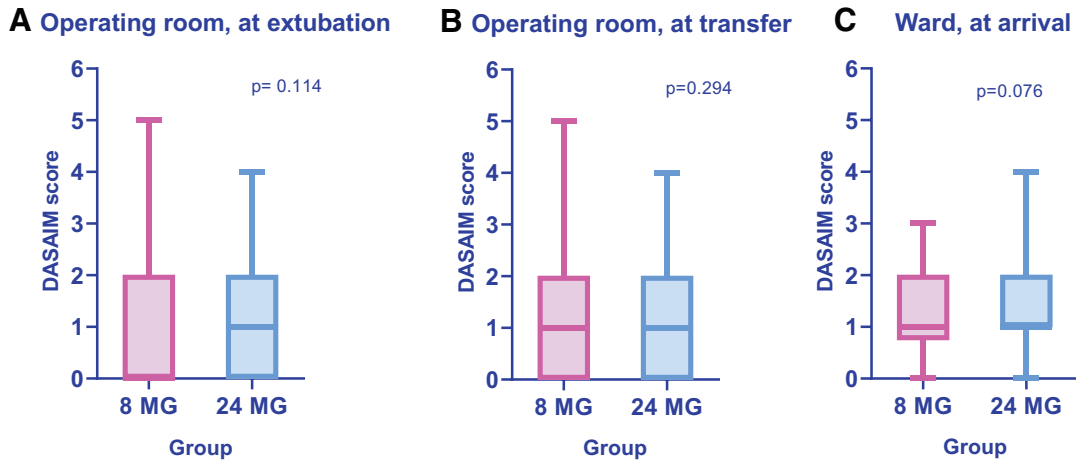 A Operating room, at extubation
6
5
4
3
2
1
0
DASAIM score
p= 0.114
8 MG 24 MG
Group
B Operating room, at transfer
6
5
4
3
2
1
0
DASAIM score
p=0.294
8 MG 24 MG
Group
C Ward, at arrival
6
5
4
3
2
1
0
DASAIM score
p=0.076
8 MG 24 MG
Group